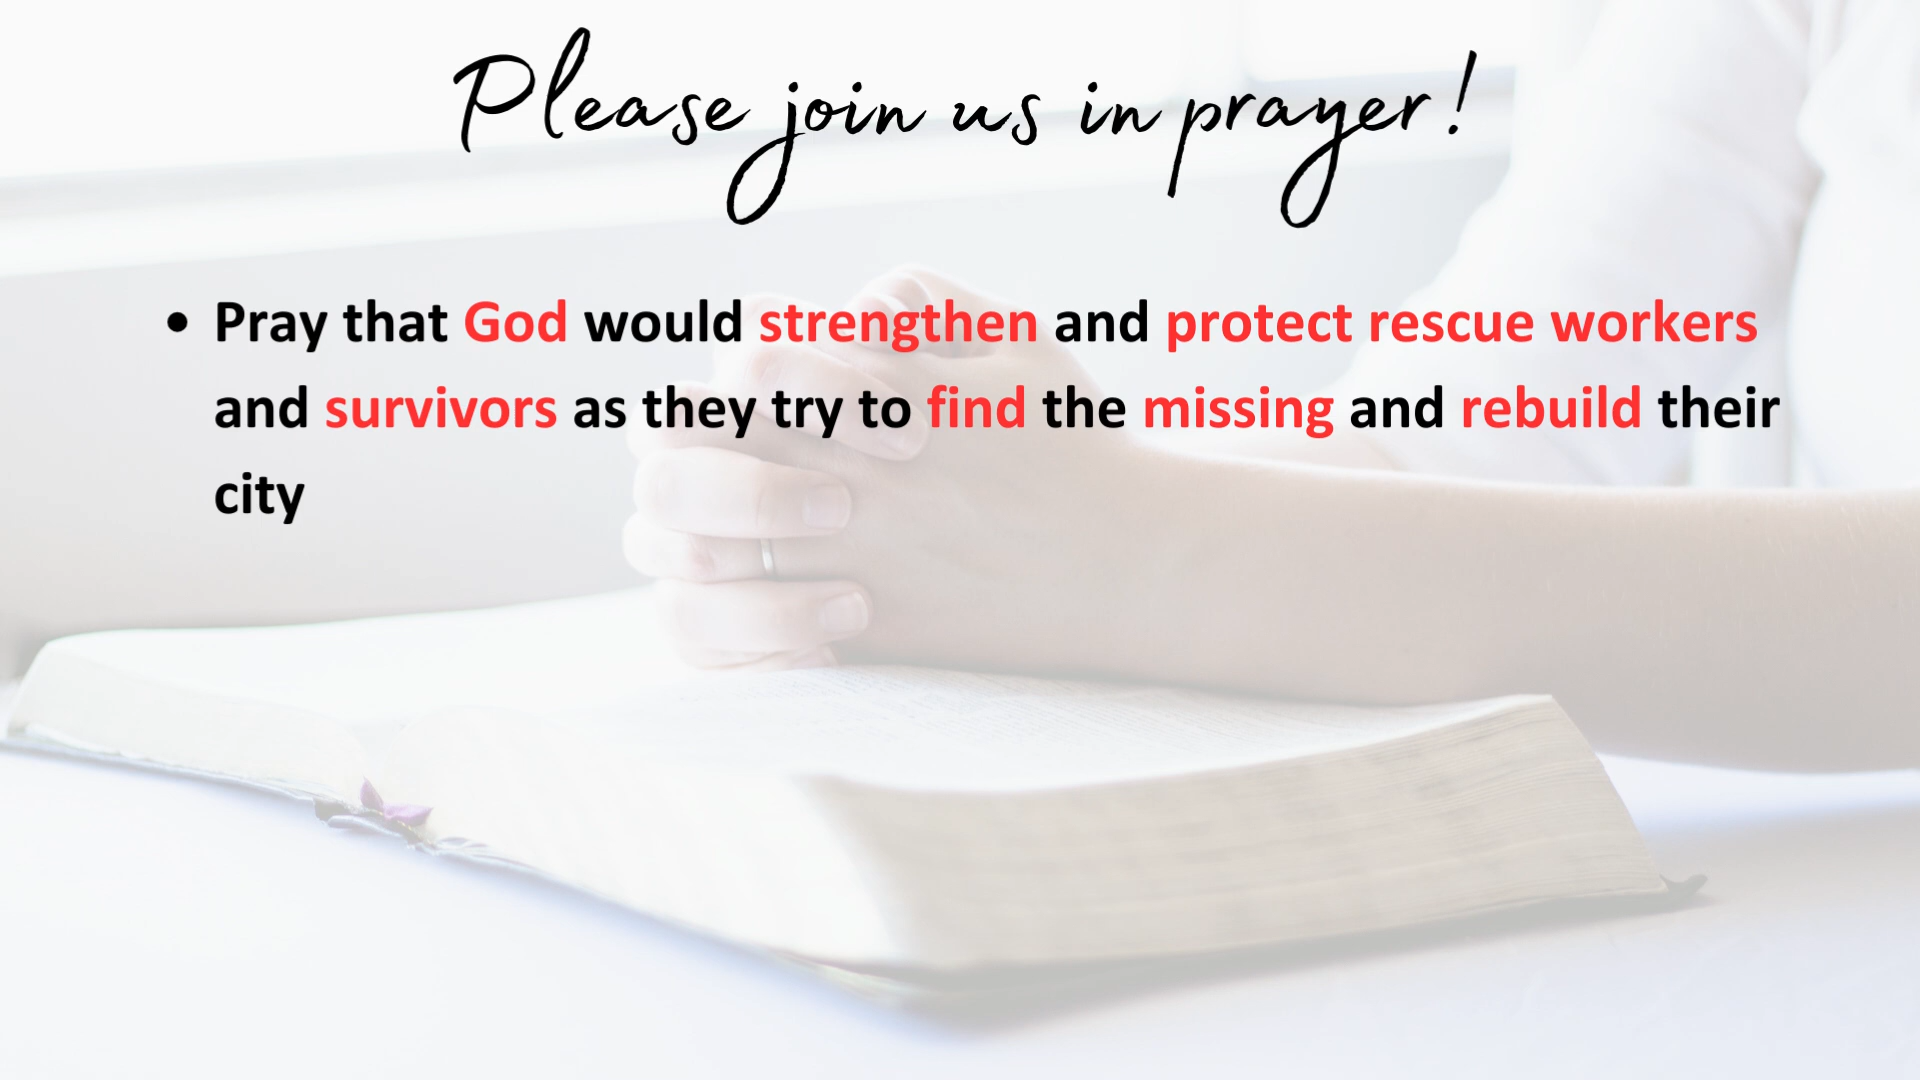 Please join us in prayer!
• Pray that God would strengthen and protect rescue workers
and survivors as they try to find the missing and rebuild their
city